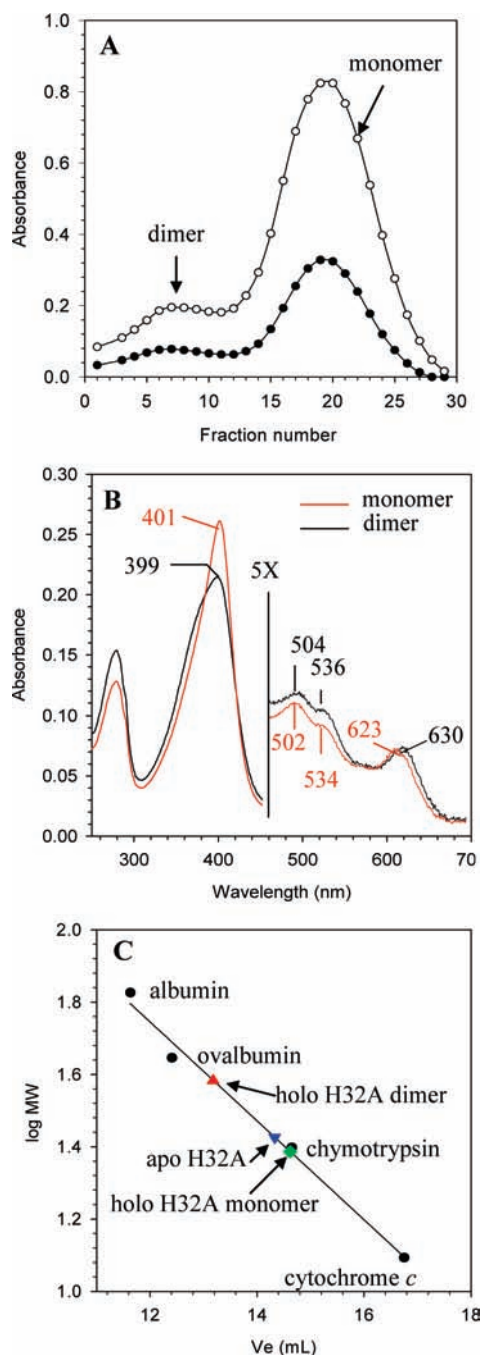 A
monomer
dimer
Absorbance
1.0
0.8
0.6
0.4
0.2
0.0
0 5 10 15 20 25 30
Fraction number
B
monomer
dimer
401
399
5X
504
536
502
534
623
630
Absorbance
0.30
0.25
0.20
0.15
0.10
0.05
0.00
300 400 500 600 70
Wavelength (nm)
C
albumin
ovalbumin
holo H32A dimer
apo H32A
chymotrypsin
holo H32A monomer
cytochrome c
log MW
2.0
1.8
1.6
1.4
1.2
1.0
12 14 16 18
Ve (mL)